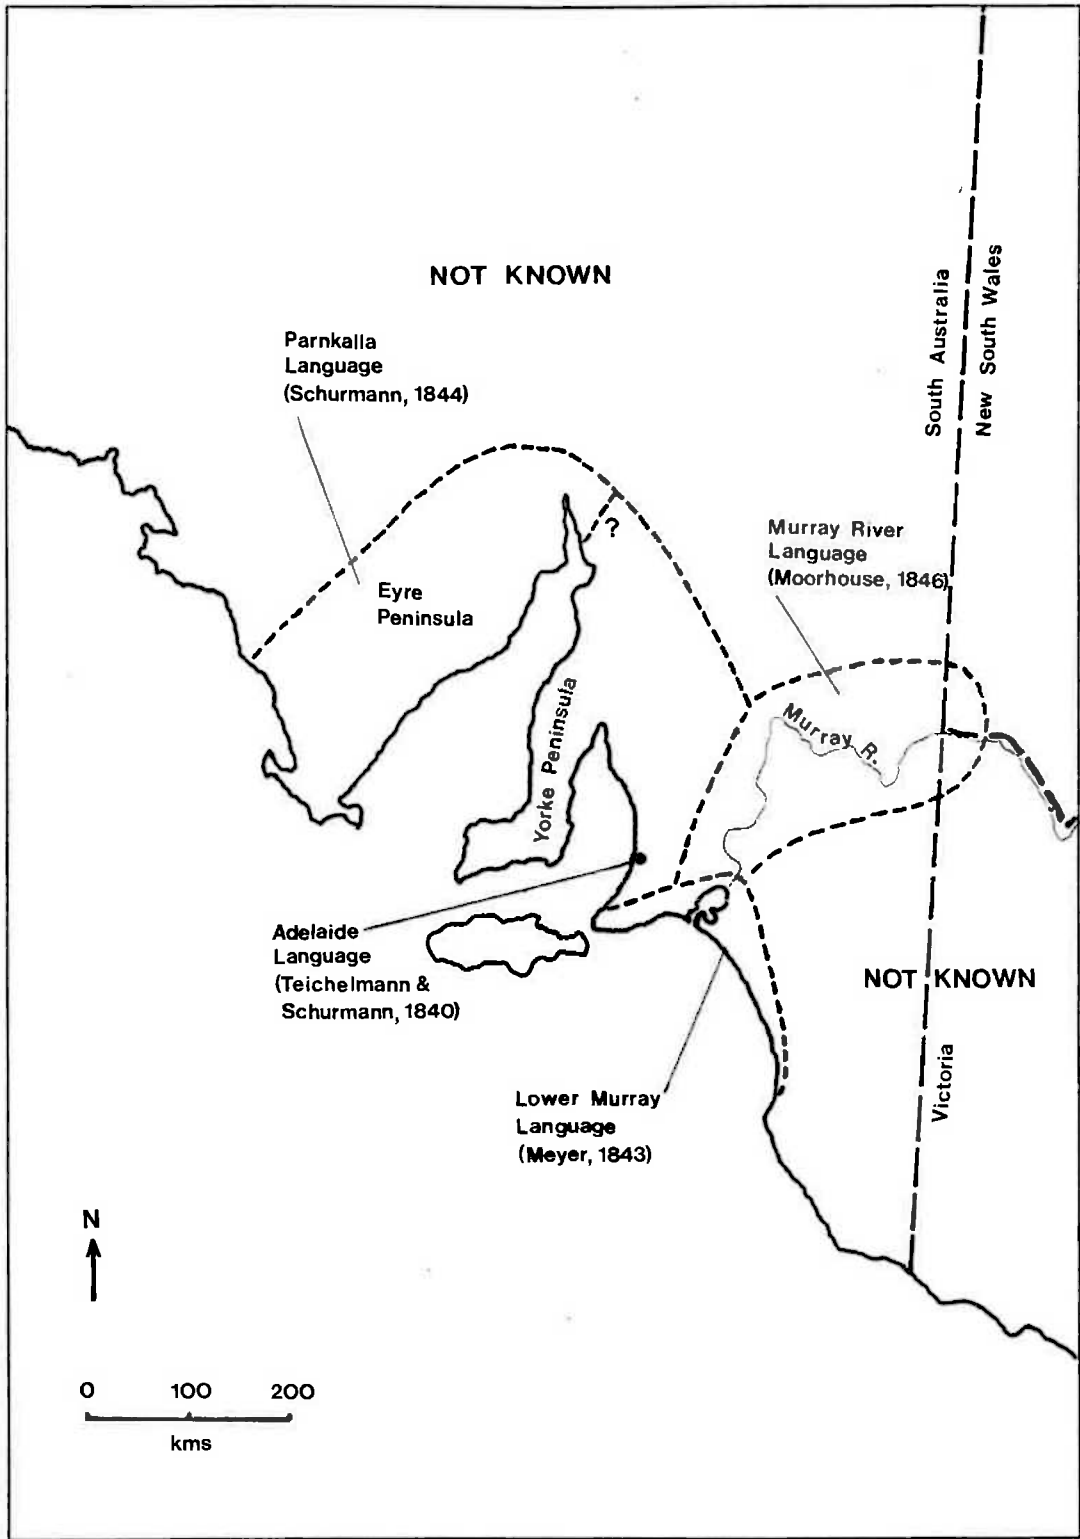 NOT KNOWN
South Australia
New South Wales
Parnkalla
Language
(Schurmann, 1844)
?
Murray River
Language
(Moorhouse, 1846)
Eyre
Peninsula
Yorke Peninsula
Murray R.
Adelaide
Language
(Teichelmann &
Schurmann, 1840)
NOT KNOWN
Victoria
Lower Murray
Language
(Meyer, 1843)
N
0 100 200
kms